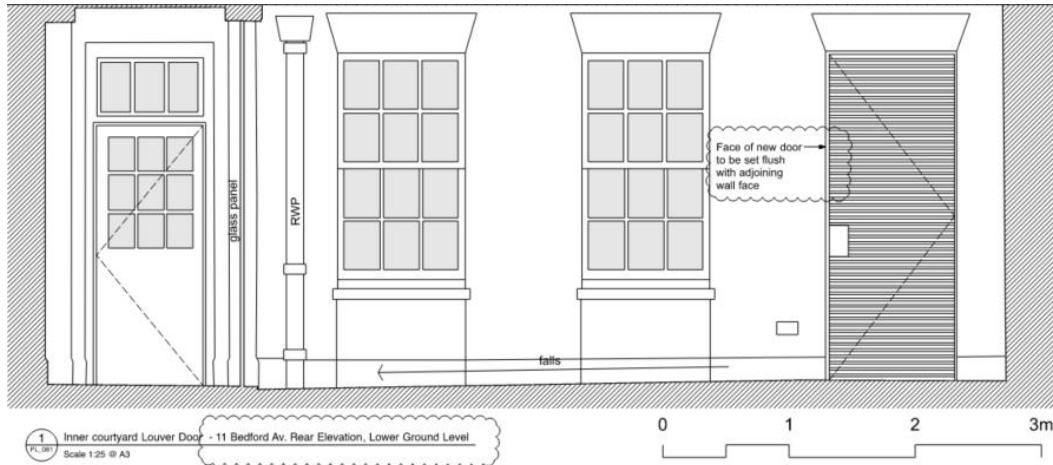 glass panel
RWP
Face of new door
to be set flush
with adjoining
wall face
falls
1
PL_061
Inner courtyard Louver Door - 11 Bedford Av. Rear Elevation, Lower Ground Level
Scale 1:25 @ A3
0 1 2 3m